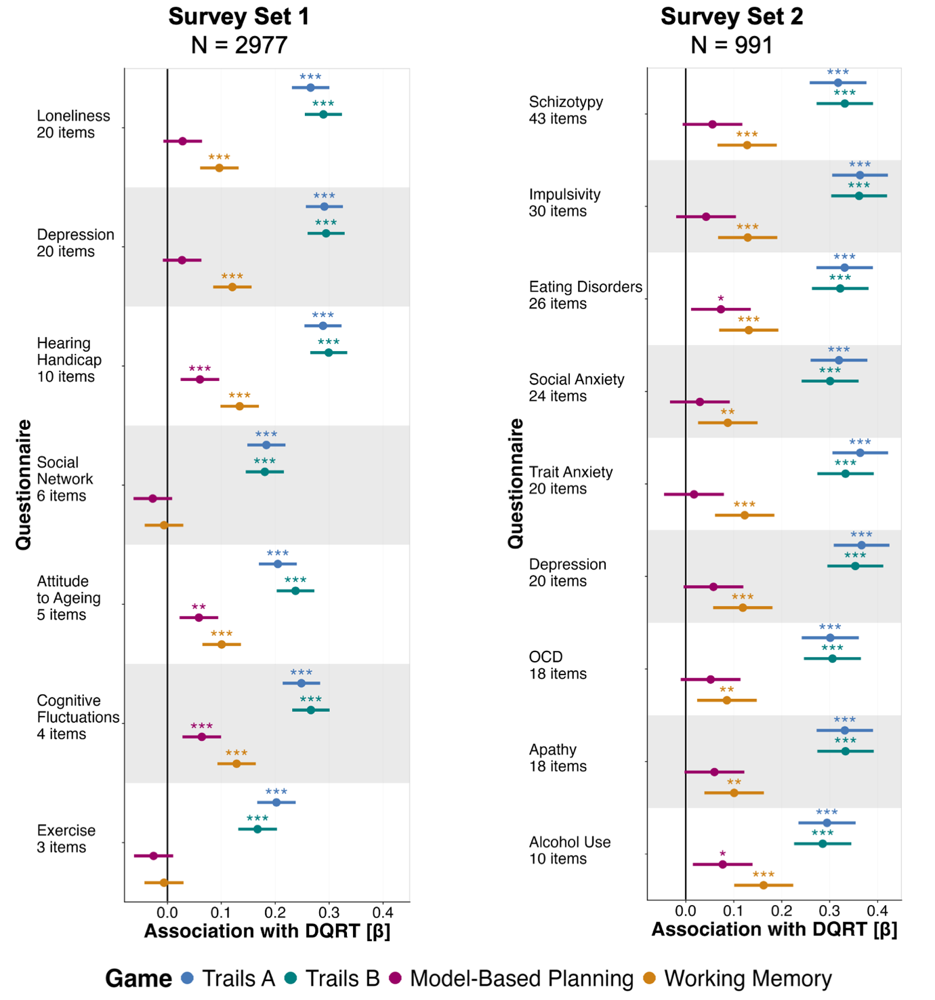 Survey Set 1
N = 2977
Questionnaire
Loneliness
20 items
***
***
***
Depression
20 items
***
***
***
Hearing
Handicap
10 items
***
***
***
***
Social
Network
6 items
***
***
Attitude
to Ageing
5 items
***
***
**
***
Cognitive
Fluctuations
4 items
***
***
***
***
Exercise
3 items
***
***
0.0 0.1 0.2 0.3 0.4
Association with DQRT [β]
Survey Set 2
N = 991
Questionnaire
Schizotypy
43 items
***
***
***
Impulsivity
30 items
***
***
***
Eating Disorders
26 items
***
***
*
***
Social Anxiety
24 items
***
***
**
Trait Anxiety
20 items
***
***
***
Depression
20 items
***
***
***
OCD
18 items
***
***
**
Apathy
18 items
***
***
**
Alcohol Use
10 items
***
***
*
***
0.0 0.1 0.2 0.3 0.4
Association with DQRT [β]
Game Trails A Trails B Model-Based Planning Working Memory